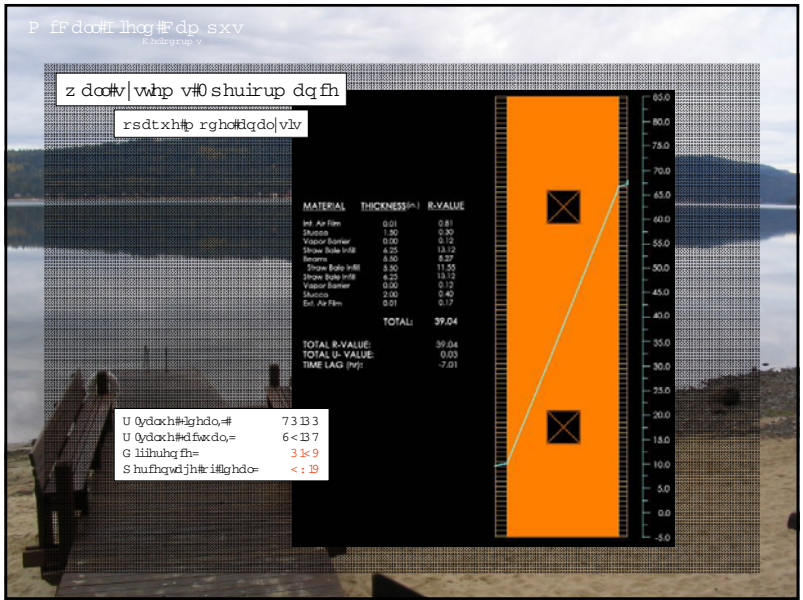 P fFdoo#I lhog#Fdp sxv
K holrgrup v
z doo#v|vwhp v#0 shuirup dqfh
rsdtxh#p rgho#dqdo|vlv
MATERIAL THICKNESS(in.) R-VALUE
Int. Air Film 0.01 0.81
Stucco 1.50 0.30
Vapor Barrier 0.00 0.12
Straw Bale Infill 6.25 13.12
Beams 5.50 8.27
Straw Bale Infill 5.50 11.55
Straw Bale Infill 6.25 13.12
Vapor Barrier 0.00 0.12
Stucco 2.00 0.40
Ext. Air Film 0.01 0.17
TOTAL: 39.04
TOTAL R-VALUE: 39.04
TOTAL U- VALUE: 0.03
TIME LAG (hr): -7.01
85.0
80.0
75.0
70.0
65.0
60.0
55.0
50.0
45.0
40.0
35.0
30.0
25.0
20.0
15.0
10.0
5.0
0.0
-5.0
U 0ydoxh#+lghdo,=# 73133
U 0ydoxh#+dfwxdo,= 6<137
G liihuhqfh= 31<9
S hufhqwdjh#ri#lghdo= <:19